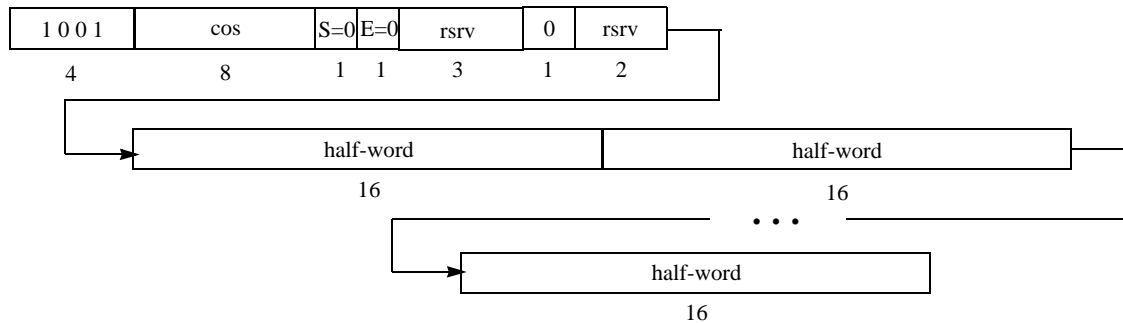 1 0 0 1 cos S=0 E=0 rsrv 0 rsrv
4 8 1 1 3 1 2
half-word half-word
16 16
• • •
half-word
16